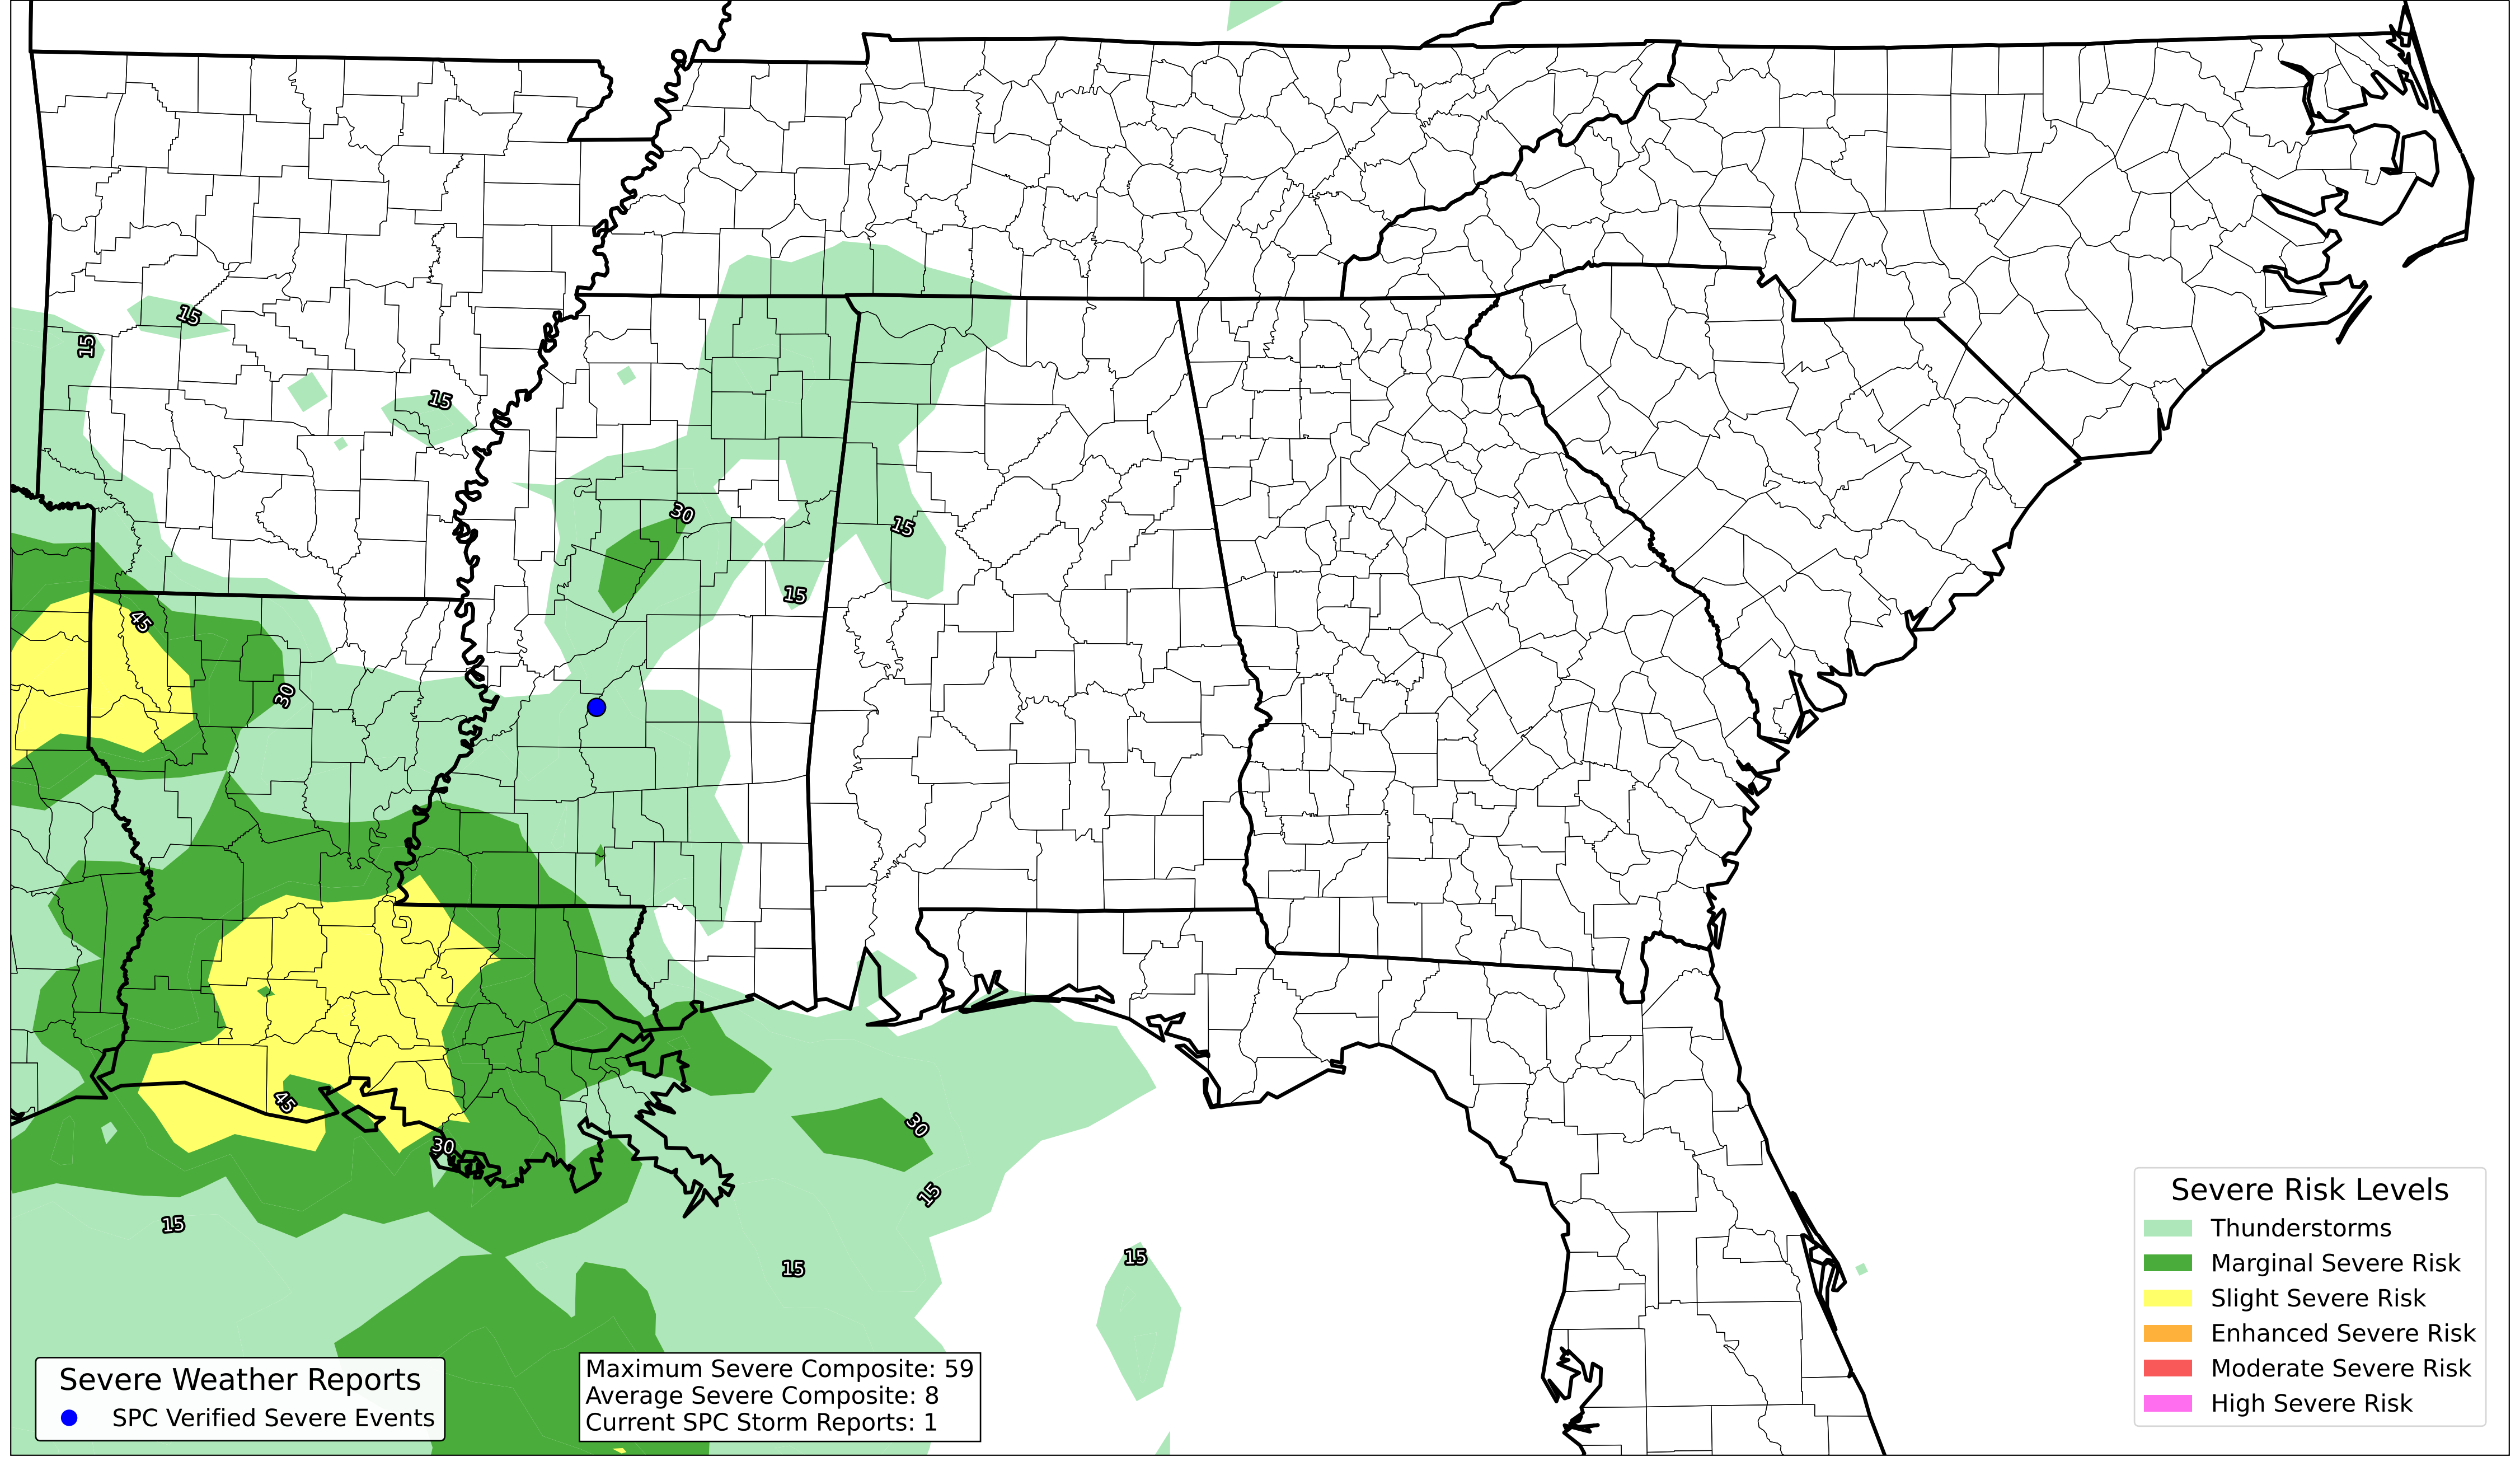 15
15
15
30
15
15
45
30
45
30
30
15
15
15
15
Severe Risk Levels
Thunderstorms
Marginal Severe Risk
Slight Severe Risk
Enhanced Severe Risk
Moderate Severe Risk
High Severe Risk
Severe Weather Reports
SPC Verified Severe Events
Maximum Severe Composite: 59
Average Severe Composite: 8
Current SPC Storm Reports: 1